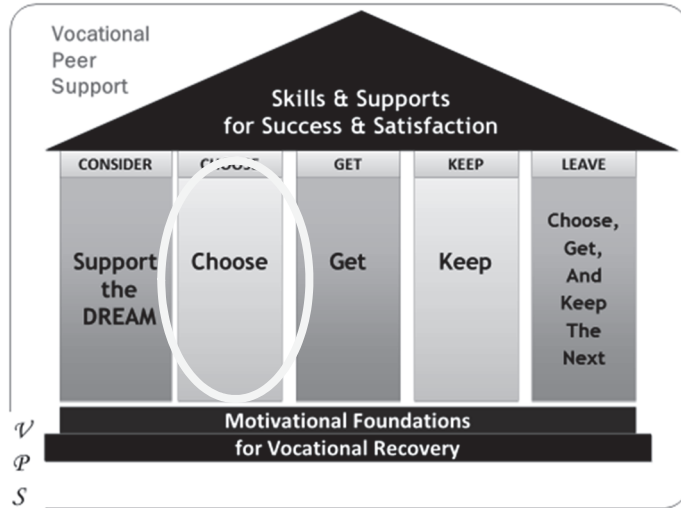 Vocational
Peer
Support
Skills & Supports
for Success & Satisfaction
CONSIDER
CHOOSE
GET
KEEP
LEAVE
Support
the
DREAM
Choose
Get
Keep
Choose,
Get,
And
Keep
The
Next
Motivational Foundations
for Vocational Recovery
V
P
S